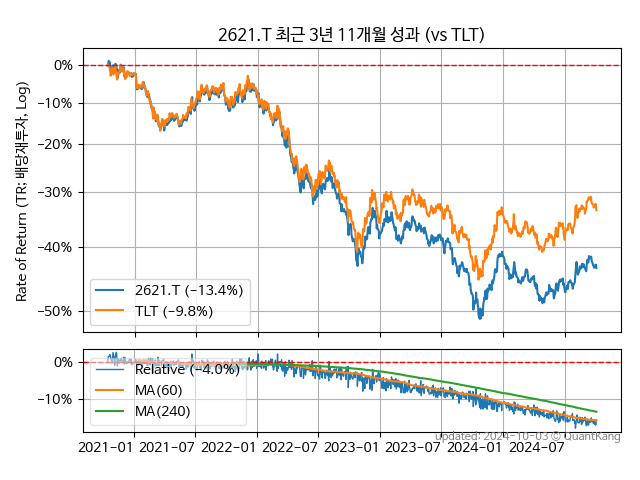 2621.T 최근 3년 11개월 성과 (vs TLT)
Rate of Return (TR; 배당재투자, Log)
0%
−10%
−20%
−30%
−40%
−50%
2621.T (−13.4%)
TLT (−9.8%)
0%
−10%
Relative (−4.0%)
MA(60)
MA(240)
2021−01 2021−07 2022−01 2022−07 2023−01 2023−07 2024−01 2024−07
updated: 2024−10−03 © QuantKang